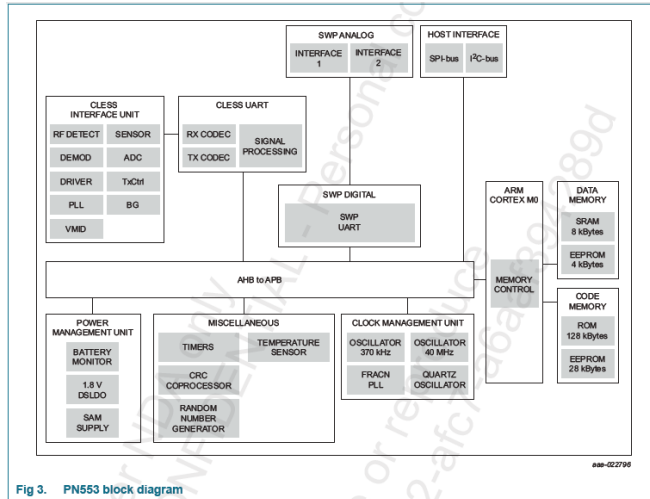 SWP ANALOG
INTERFACE
1
INTERFACE
2
HOST INTERFACE
SPI-bus
I²C-bus
CLESS
INTERFACE UNIT
RF DETECT
SENSOR
DEMOD
ADC
DRIVER
TxCtrl
PLL
BG
VMID
CLESS UART
RX CODEC
TX CODEC
SIGNAL
PROCESSING
SWP DIGITAL
SWP
UART
ARM
CORTEX M0
MEMORY
CONTROL
DATA
MEMORY
SRAM
8 kBytes
EEPROM
4 kBytes
CODE
MEMORY
ROM
128 kBytes
EEPROM
28 kBytes
AHB to APB
POWER
MANAGEMENT UNIT
BATTERY
MONITOR
1.8 V
DSLDO
SAM
SUPPLY
MISCELLANEOUS
TIMERS
TEMPERATURE
SENSOR
CRC
COPROCESSOR
RANDOM
NUMBER
GENERATOR
CLOCK MANAGEMENT UNIT
OSCILLATOR
370 kHz
OSCILLATOR
40 MHz
FRACN
PLL
QUARTZ
OSCILLATOR
aaa-022796
Fig 3. PN553 block diagram